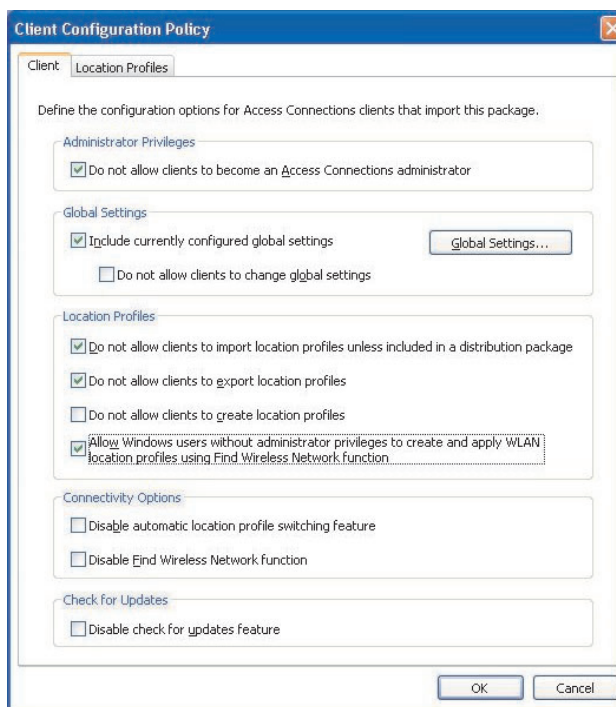 Client Configuration Policy
Client
Location Profiles
Define the configuration options for Access Connections clients that import this package.
Administrator Privileges
Do not allow clients to become an Access Connections administrator
Global Settings
Include currently configured global settings
Global Settings...
Do not allow clients to change global settings
Location Profiles
Do not allow clients to import location profiles unless included in a distribution package
Do not allow clients to export location profiles
Do not allow clients to create location profiles
Allow Windows users without administrator privileges to create and apply WLAN
location profiles using Find Wireless Network function
Connectivity Options
Disable automatic location profile switching feature
Disable Find Wireless Network function
Check for Updates
Disable check for updates feature
OK
Cancel